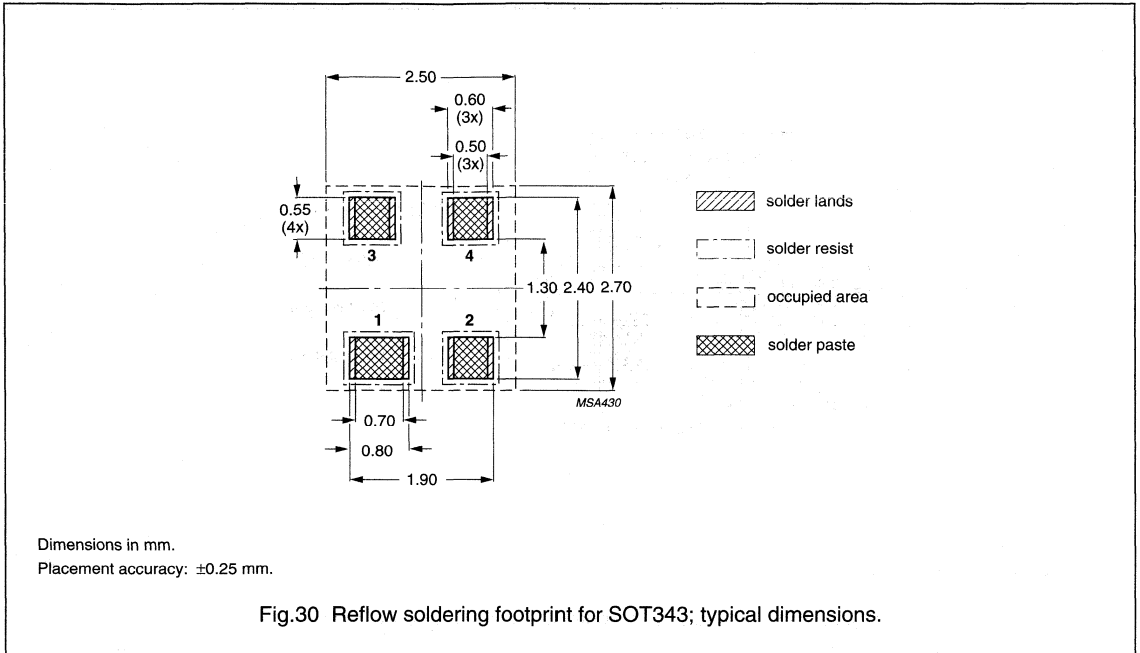 2.50
0.60
(3x)
0.50
(3x)
0.55
(4x)
3
4
1.30 2.40 2.70
1
2
MSA430
0.70
0.80
1.90
solder lands
solder resist
occupied area
solder paste
Dimensions in mm.
Placement accuracy: ±0.25 mm.
Fig.30 Reflow soldering footprint for SOT343; typical dimensions.